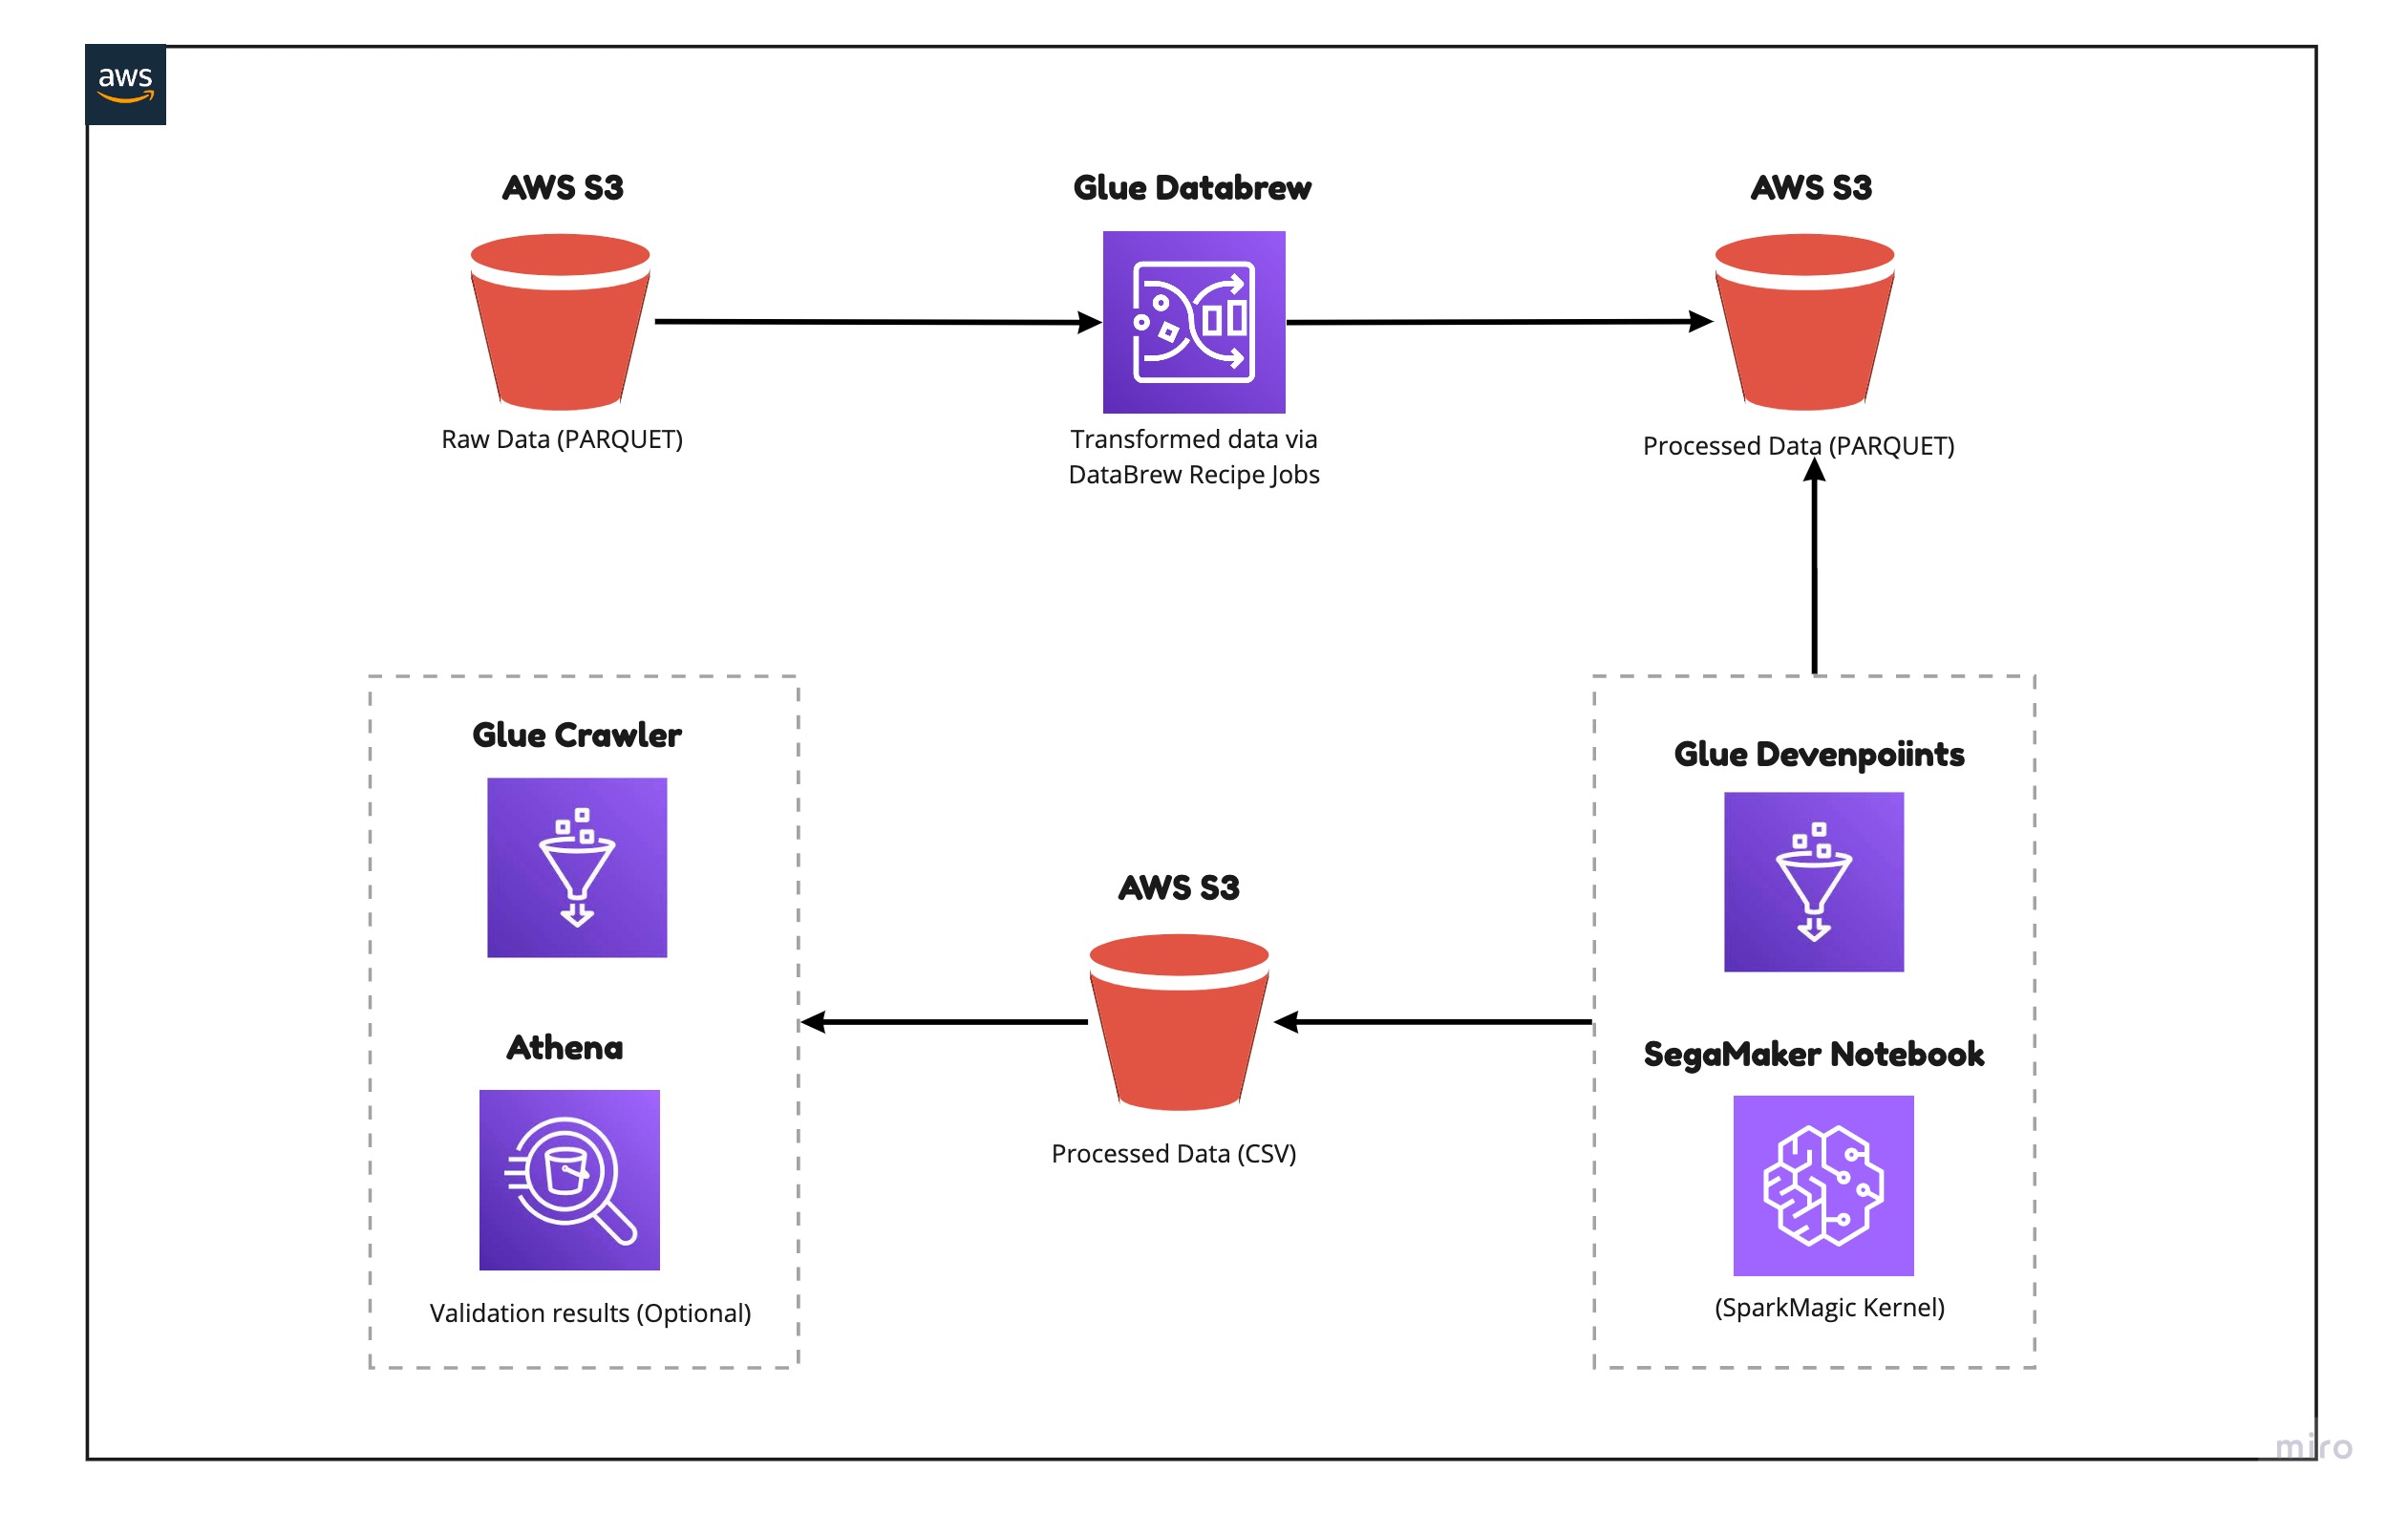 aws
AWS S3
Glue Databrew
AWS S3
Raw Data (PARQUET)
Transformed data via
DataBrew Recipe Jobs
Processed Data (PARQUET)
Glue Crawler
Athena
Validation results (Optional)
AWS S3
Processed Data (CSV)
Glue Devenpoiints
SegaMaker Notebook
(SparkMagic Kernel)
miro